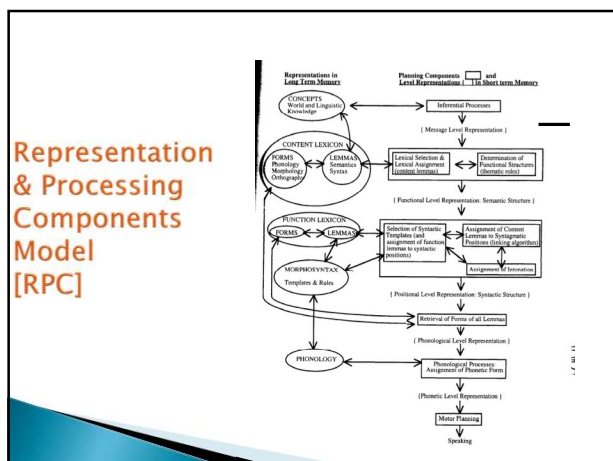 Representation
& Processing
Components
Model
[RPC]
Representations in
Long Term Memory
Planning Components and
Level Representations { } in Short term Memory
CONCEPTS
World and Linguistic
Knowledge
Inferential Processes
{ Message Level Representation }
CONTENT LEXICON
FORMS
Phonology
Morphology
Orthography
LEMMAS
Semantics
Syntax
Lexical Selection &
Lexical Assignment
(content lemmas)
Determination of
Functional Structures
(thematic roles)
{ Functional Level Representation: Semantic Structure }
FUNCTION LEXICON
FORMS
LEMMAS
Selection of Syntactic
Templates (and
assignment of function
lemmas to syntactic
positions)
Assignment of Content
Lemmas to Syntagmatic
Positions (linking algorithm)
MORPHOSYNTAX
Templates & Rules
Assignment of Intonation
{ Positional Level Representation: Syntactic Structure }
Retrieval of Forms of all Lemmas
{ Phonological Level Representation }
PHONOLOGY
Phonological Processes:
Assignment of Phonetic Form
{Phonetic Level Representation }
Motor Planning
Speaking